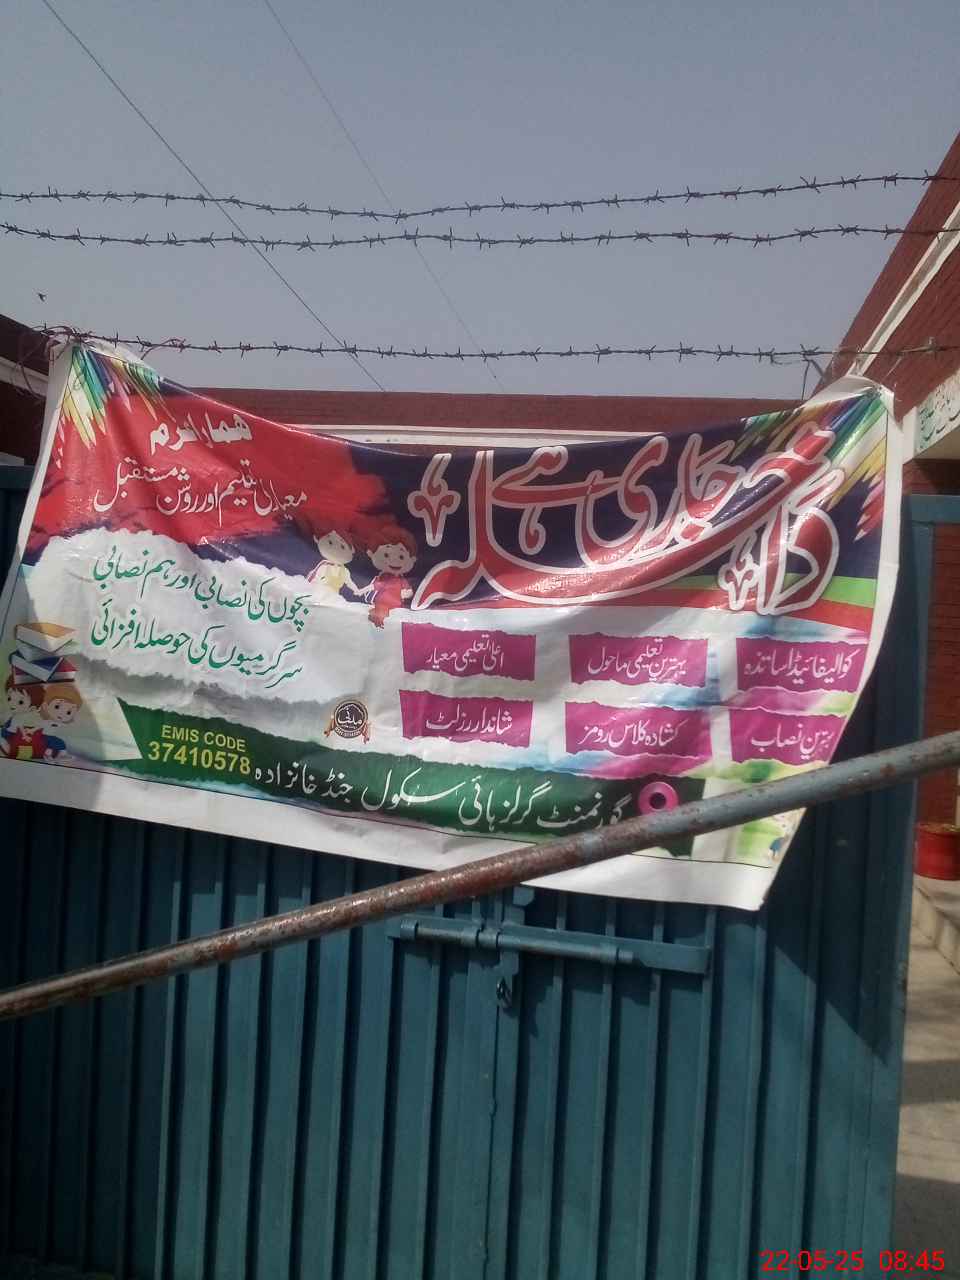 داخلہ جاری ہے
ہمارا عزم
معیاری تعلیم اور روشن مستقبل
بچوں کی نصابی اور ہم نصابی
سرگرمیوں کی حوصلہ افزائی
کوالیفائیڈ اساتذہ
بہترین تعلیمی ماحول
اعلیٰ تعلیمی معیار
بہترین نصاب
کشادہ کلاس رومز
شاندار رزلٹ
EMIS CODE
37410578
گورنمنٹ گرلز ہائی سکول جنڈ خانزادہ
22-05-25 08:45